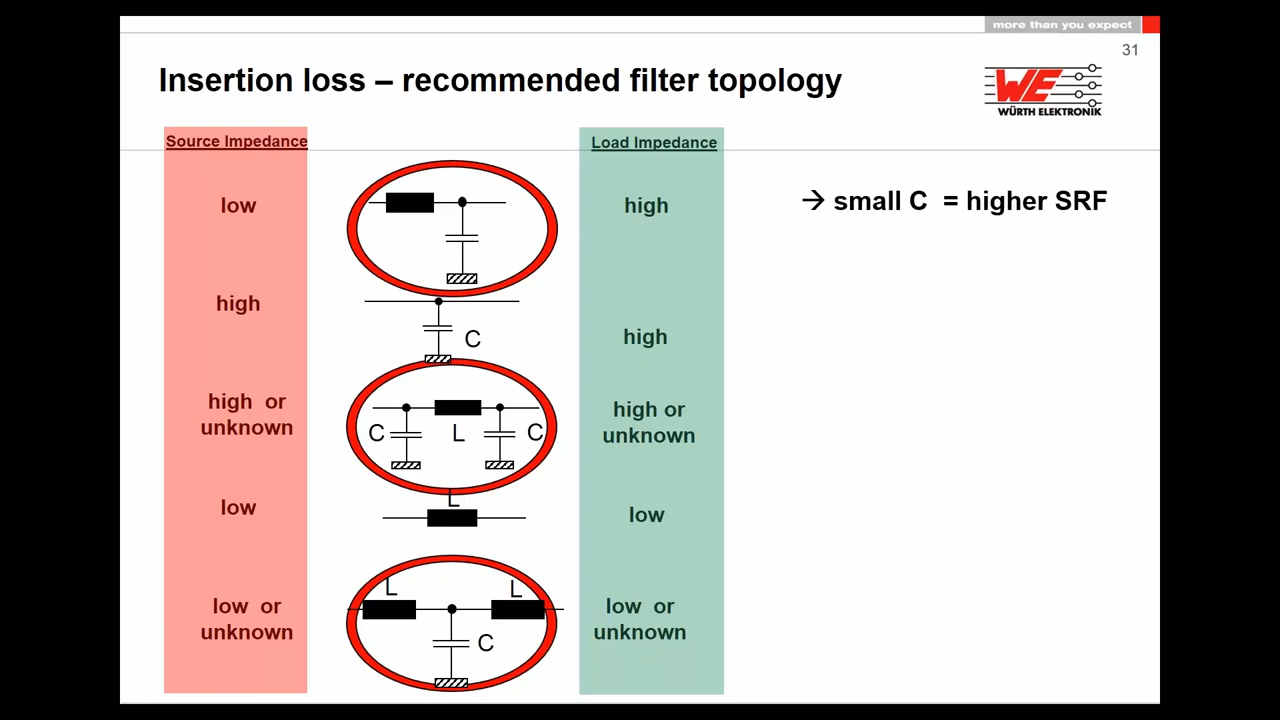 more than you expect
31
Insertion loss – recommended filter topology
WE
WÜRTH ELEKTRONIK
Source Impedance
Load Impedance
low
high
→ small C = higher SRF
high
C
high
high or
unknown
C
L
C
high or
unknown
low
L
low
low or
unknown
L
L
C
low or
unknown